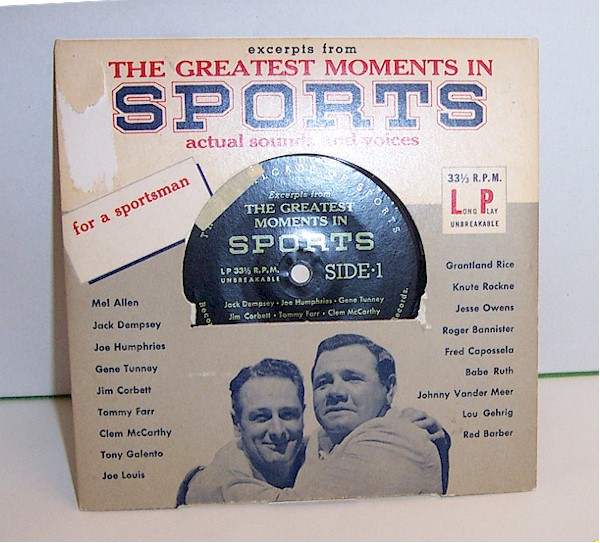 excerpts from
THE GREATEST MOMENTS IN
SPORTS
actual sounds and voices
for a sportsman
33⅓ R.P.M.
Long Play
UNBREAKABLE
OF SPORTS
Excerpts from
THE GREATEST
MOMENTS IN
SPORTS
LP 33⅓ R.P.M.
UNBREAKABLE
SIDE·1
Jack Dempsey · Joe Humphries · Gene Tunney
Jim Corbett · Tommy Farr · Clem McCarthy
Records.
Mel Allen
Jack Dempsey
Joe Humphries
Gene Tunney
Jim Corbett
Tommy Farr
Clem McCarthy
Tony Galento
Joe Louis
Grantland Rice
Knute Rockne
Jesse Owens
Roger Bannister
Fred Capossela
Babe Ruth
Johnny Vander Meer
Lou Gehrig
Red Barber